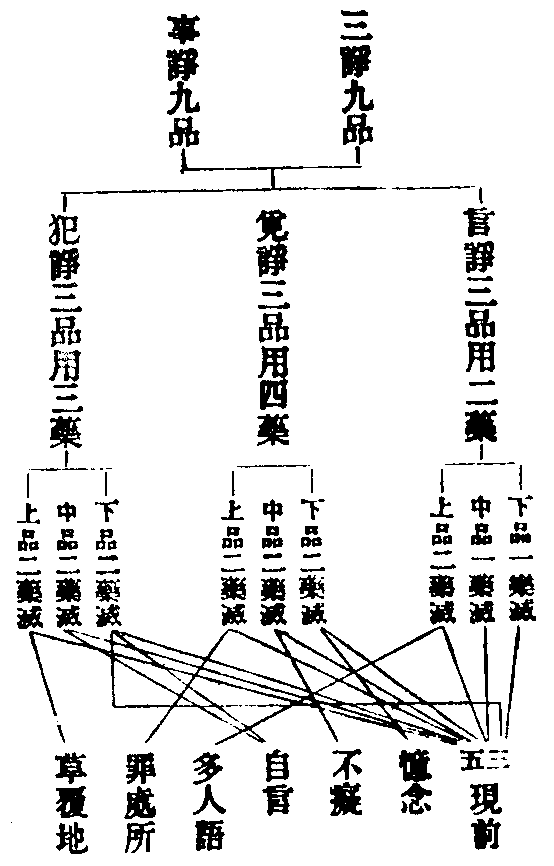 三諍九品
事諍九品
言諍三品用二藥
覓諍三品用四藥
犯諍三品用三藥
下品一藥滅
中品一藥滅
上品二藥滅
下品二藥滅
中品二藥滅
上品二藥滅
下品二藥滅
中品二藥滅
上品二藥滅
三五
現前
憶念
不癡
自言
多人語
罪處所
草覆地